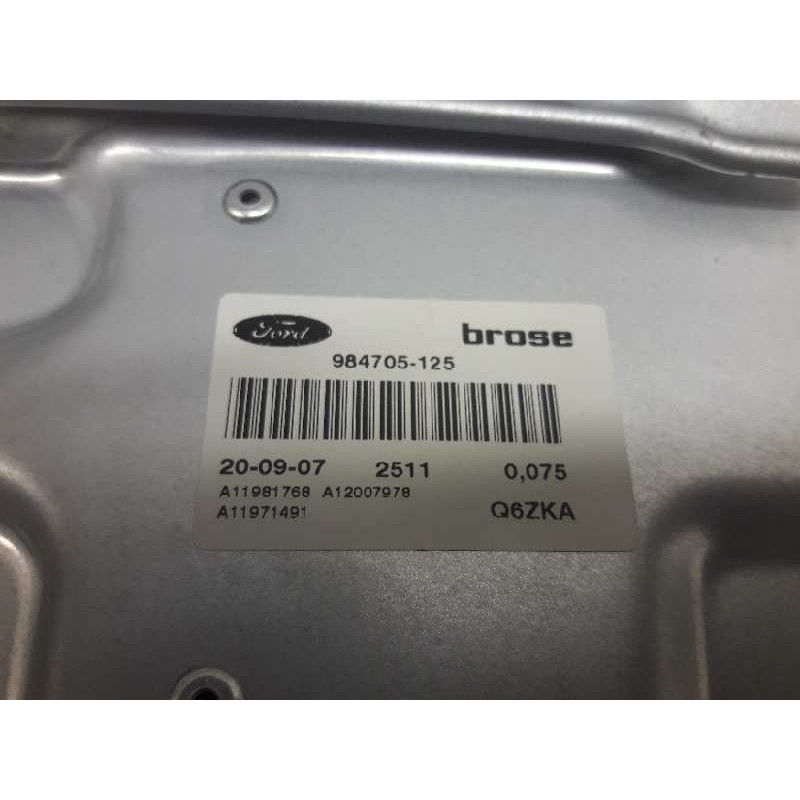 Ford brose
984705-125
20-09-07 2511 0,075
A11981768 A12007978
A11971491 Q6ZKA